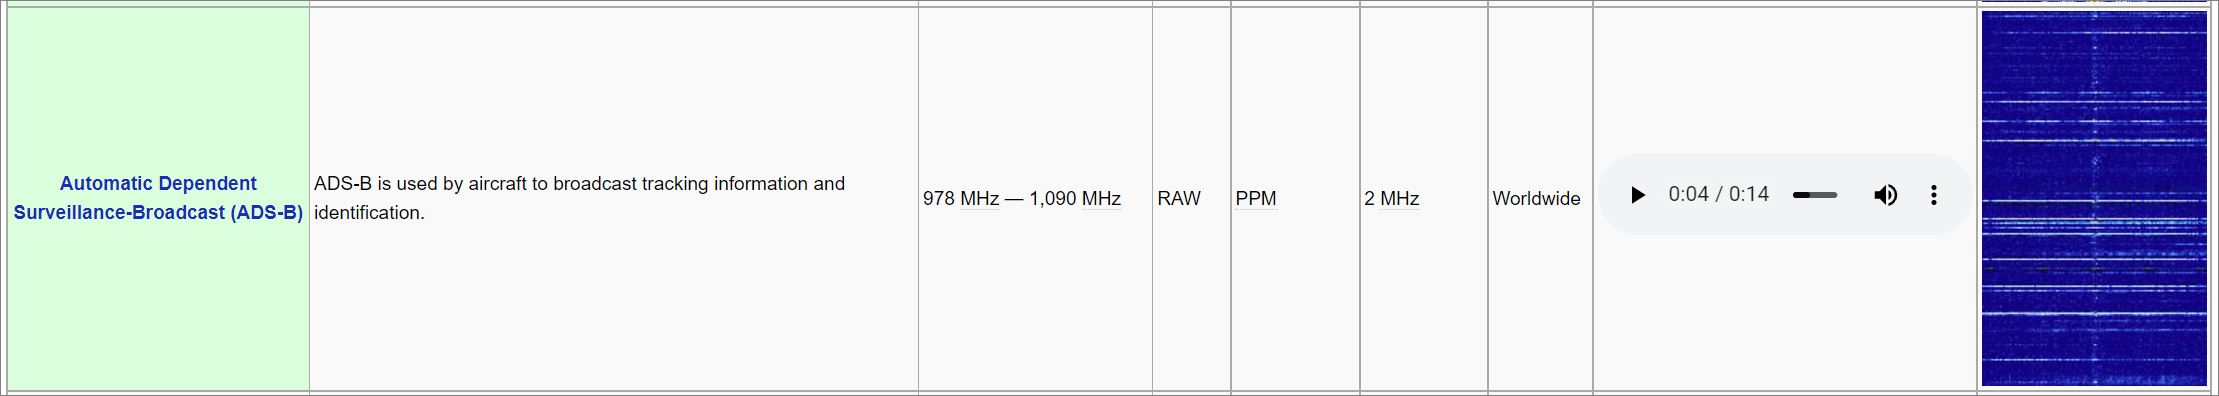 Automatic Dependent
Surveillance-Broadcast (ADS-B)
ADS-B is used by aircraft to broadcast tracking information and
identification.
978 MHz — 1,090 MHz
RAW
PPM
2 MHz
Worldwide
0:04 / 0:14